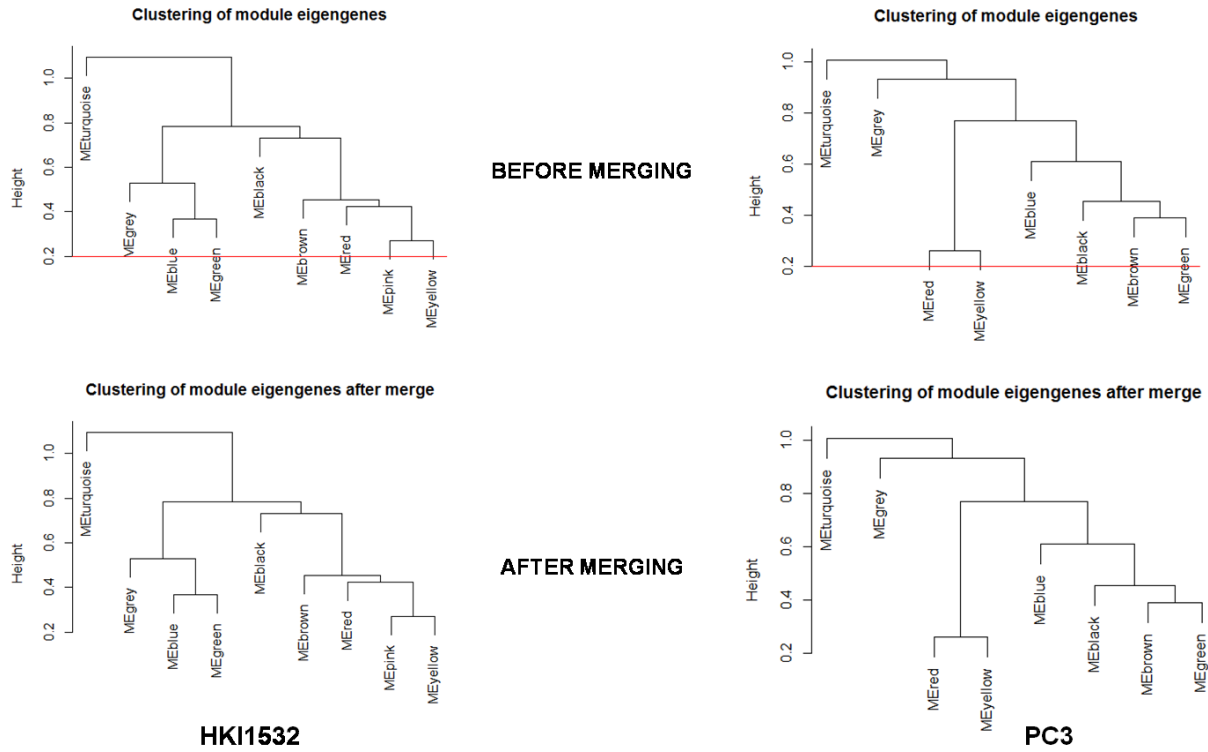 Clustering of module eigengenes
Height
0.2 0.4 0.6 0.8 1.0
MEturquoise
MEgrey
MEblue
MEgreen
MEblack
MEbrown
MEred
MEpink
MEyellow
BEFORE MERGING
Clustering of module eigengenes
Height
0.2 0.4 0.6 0.8 1.0
MEturquoise
MEgrey
MEred
MEyellow
MEblue
MEblack
MEbrown
MEgreen
Clustering of module eigengenes after merge
Height
0.2 0.4 0.6 0.8 1.0
MEturquoise
MEgrey
MEblue
MEgreen
MEblack
MEbrown
MEred
MEpink
MEyellow
AFTER MERGING
Clustering of module eigengenes after merge
Height
0.2 0.4 0.6 0.8 1.0
MEturquoise
MEgrey
MEred
MEyellow
MEblue
MEblack
MEbrown
MEgreen
HKI1532
PC3